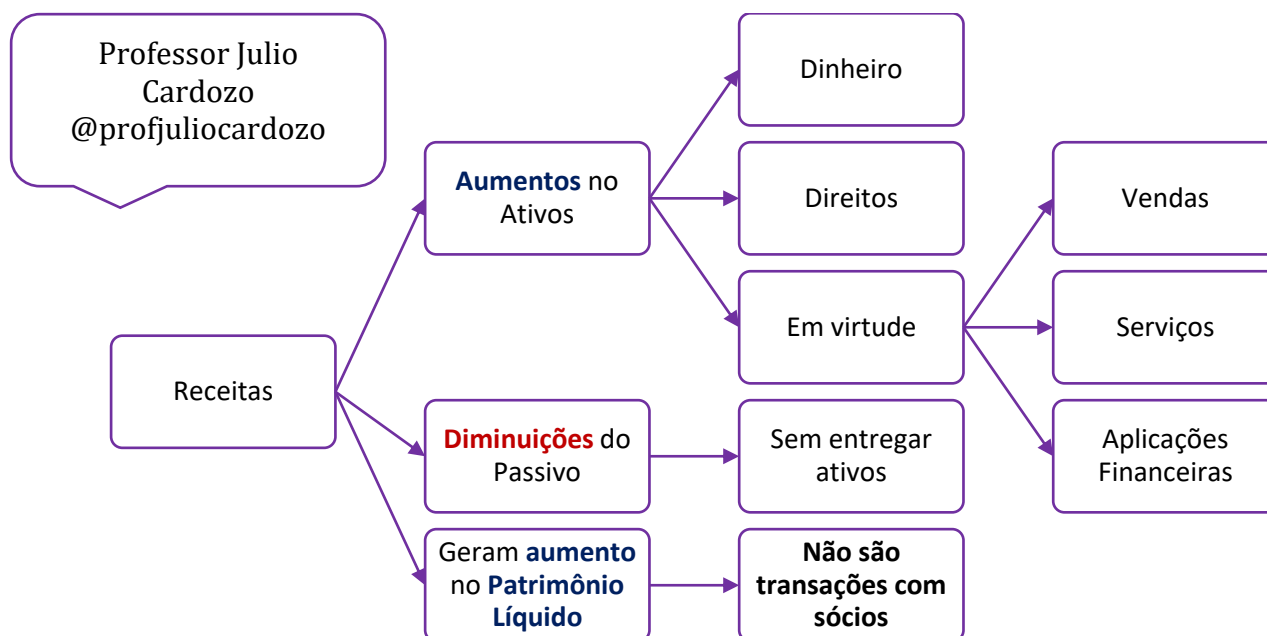 Professor Julio
Cardozo
@profjuliocardozo
Dinheiro
Aumentos no
Ativos
Direitos
Vendas
Em virtude
Serviços
Receitas
Diminuições do
Passivo
Sem entregar
ativos
Aplicações
Financeiras
Geram aumento
no Patrimônio
Líquido
Não são
transações com
sócios